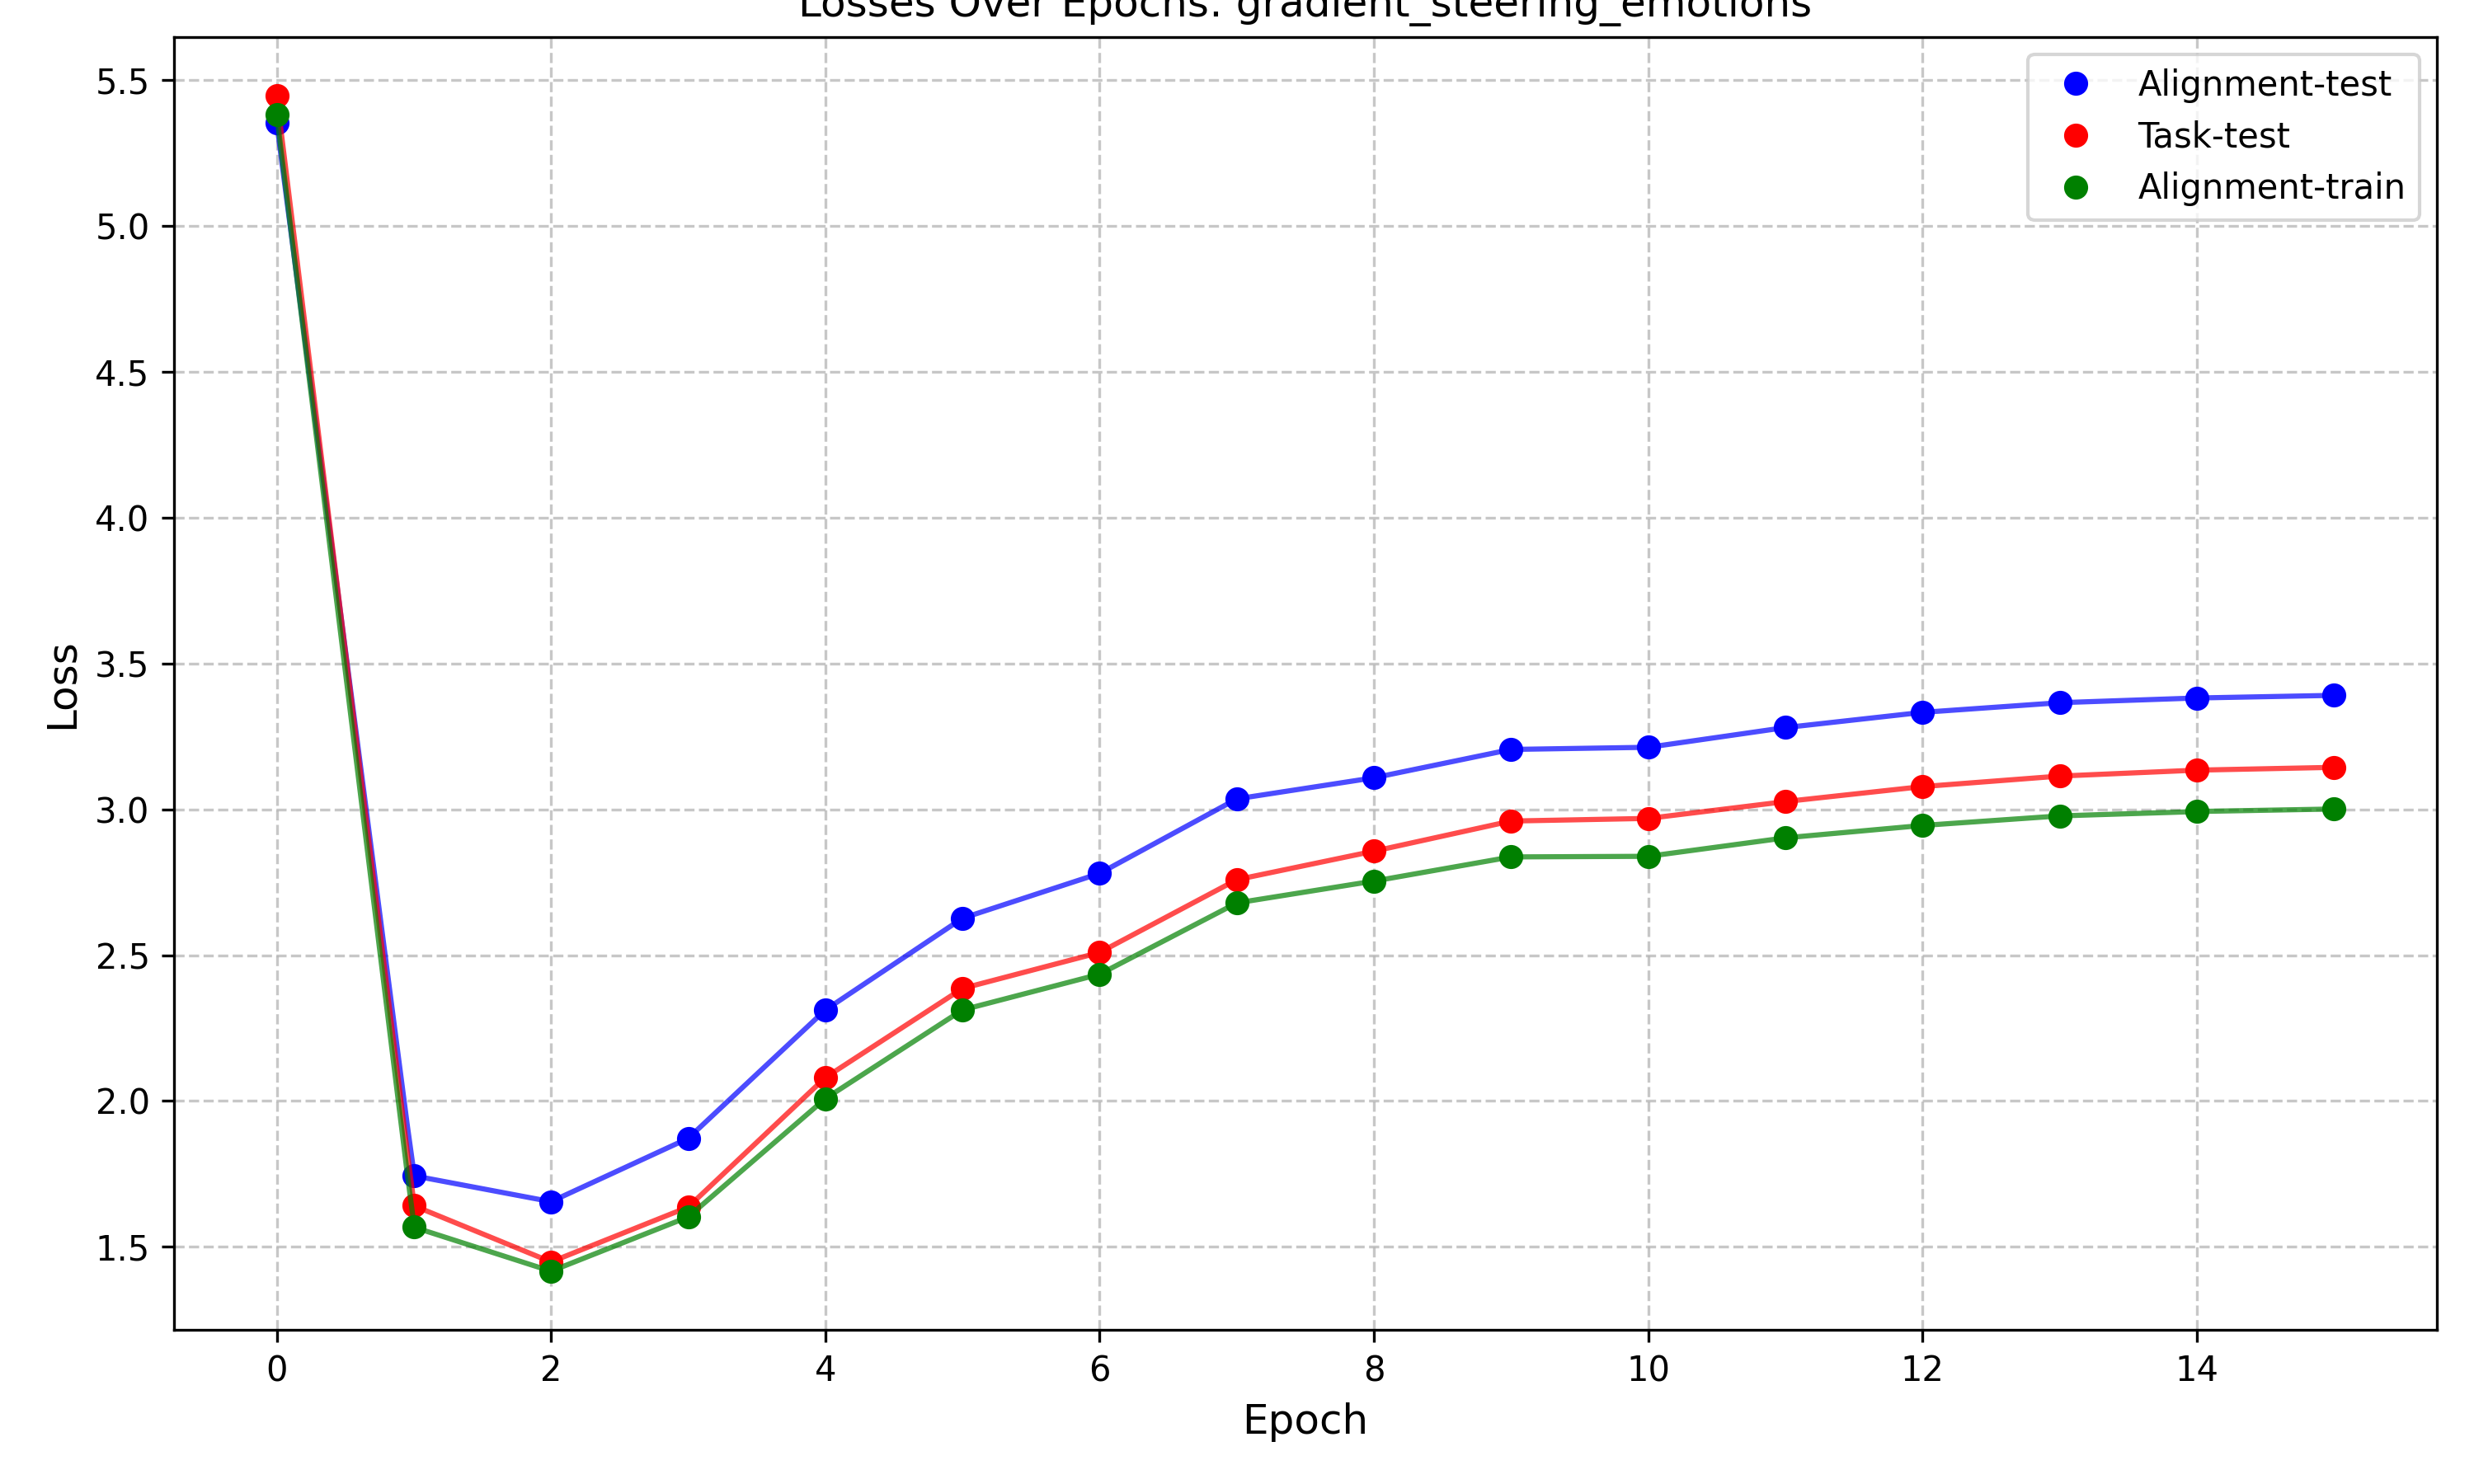 Losses Over Epochs: gradient_steering_emotions
5.5
5.0
4.5
4.0
3.5
3.0
2.5
2.0
1.5
Loss
Alignment-test
Task-test
Alignment-train
0 2 4 6 8 10 12 14
Epoch